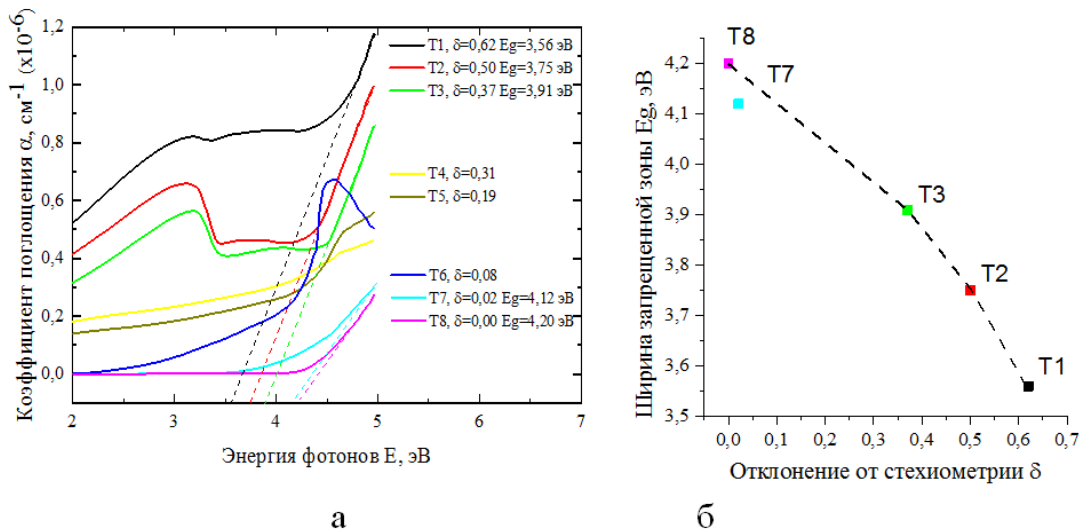 1,2
1,0
0,8
0,6
0,4
0,2
0,0
2 3 4 5 6 7
Коэффициент поглощения α, см⁻¹ (x10⁻⁶)
Энергия фотонов E, эВ
T1, δ=0,62 Eg=3,56 эВ
T2, δ=0,50 Eg=3,75 эВ
T3, δ=0,37 Eg=3,91 эВ
T4, δ=0,31
T5, δ=0,19
T6, δ=0,08
T7, δ=0,02 Eg=4,12 эВ
T8, δ=0,00 Eg=4,20 эВ
а
4,2
4,1
4,0
3,9
3,8
3,7
3,6
3,5
0,0 0,1 0,2 0,3 0,4 0,5 0,6 0,7
Ширина запрещенной зоны Eg, эВ
Отклонение от стехиометрии δ
T8
T7
T3
T2
T1
б